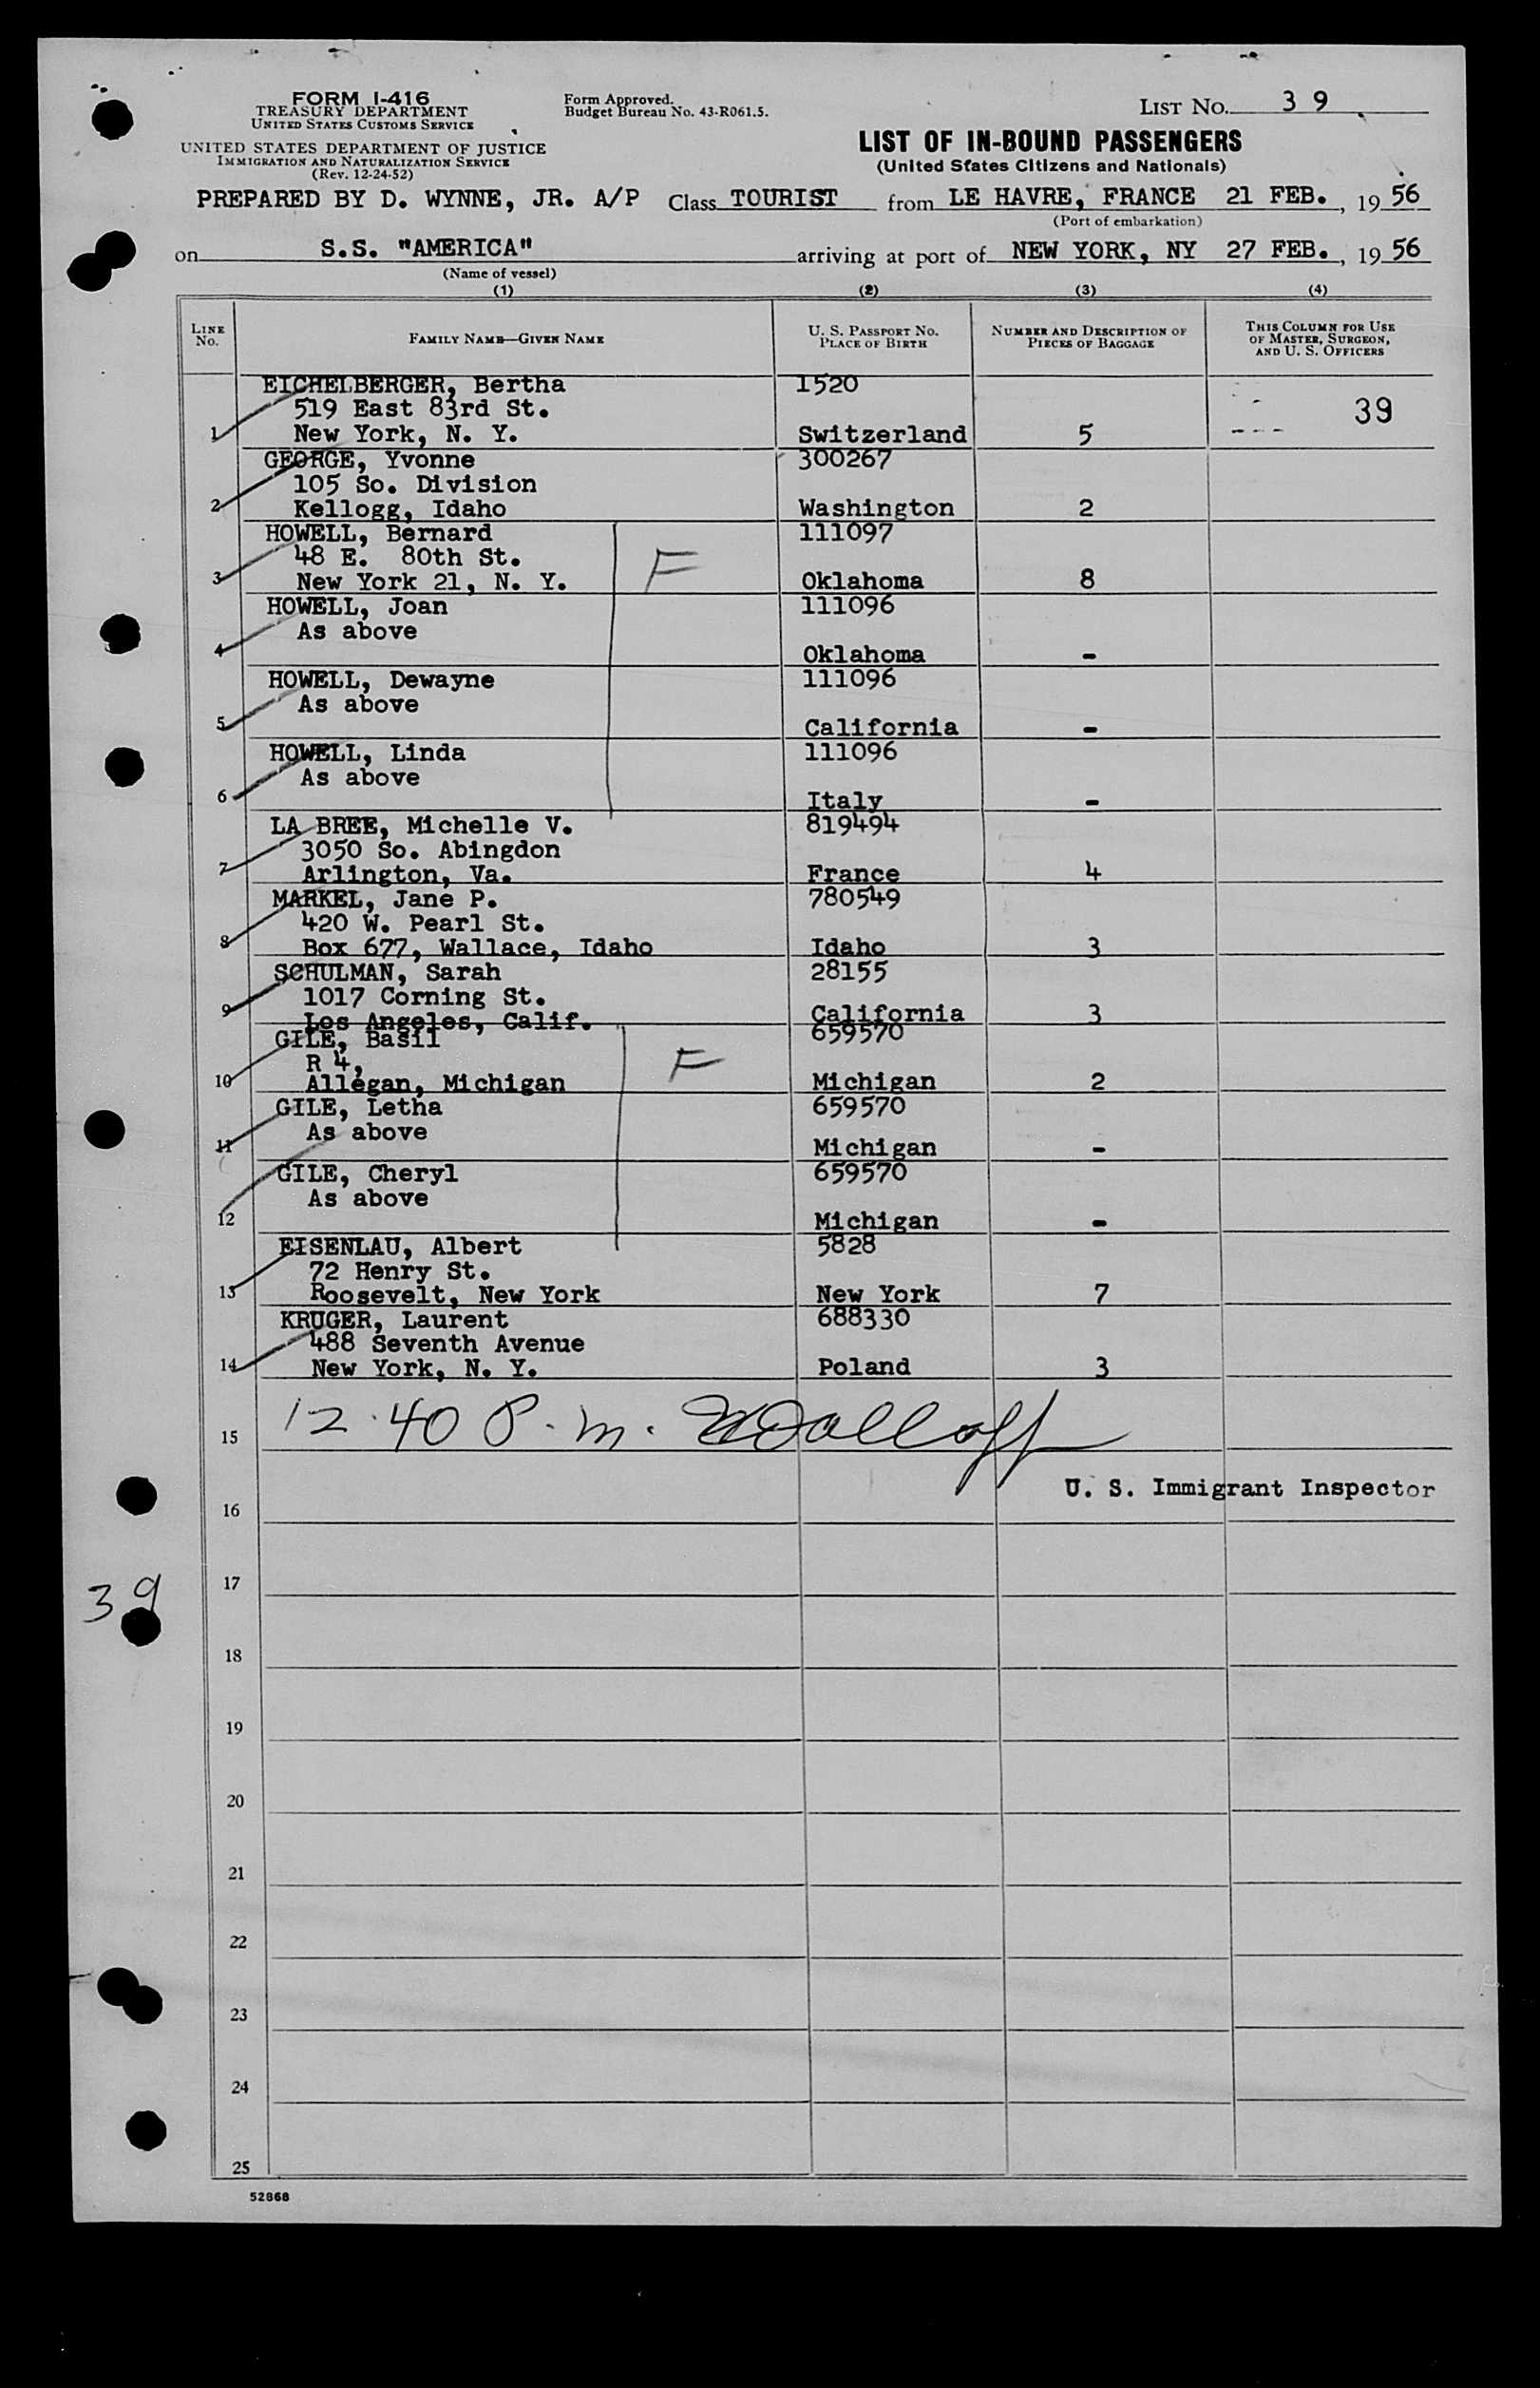 FORM I-416
TREASURY DEPARTMENT
UNITED STATES CUSTOMS SERVICE
UNITED STATES DEPARTMENT OF JUSTICE
IMMIGRATION AND NATURALIZATION SERVICE
(Rev. 12-24-52)
Form Approved.
Budget Bureau No. 43-R061.5.
LIST NO. 3 9
LIST OF IN-BOUND PASSENGERS
(United States Citizens and Nationals)
PREPARED BY D. WYNNE, JR. A/P Class TOURIST from LE HAVRE, FRANCE 21 FEB., 1956
(Port of embarkation)
on S.S. "AMERICA" arriving at port of NEW YORK, NY 27 FEB., 1956
(Name of vessel)
(1) (2) (3) (4)
LINE NO. FAMILY NAME—GIVEN NAME U. S. PASSPORT NO. PLACE OF BIRTH NUMBER AND DESCRIPTION OF PIECES OF BAGGAGE THIS COLUMN FOR USE OF MASTER, SURGEON, AND U. S. OFFICERS
EICHELBERGER, Bertha 1520
519 East 83rd St. 39
1 New York, N. Y. Switzerland 5
GEORGE, Yvonne 300267
105 So. Division
2 Kellogg, Idaho Washington 2
HOWELL, Bernard 111097
48 E. 80th St. F
3 New York 21, N. Y. Oklahoma 8
HOWELL, Joan 111096
As above
4 Oklahoma -
HOWELL, Dewayne 111096
As above
5 California -
HOWELL, Linda 111096
As above
6 Italy -
LA BREE, Michelle V. 819494
3050 So. Abingdon
7 Arlington, Va. France 4
MARKEL, Jane P. 780549
420 W. Pearl St.
8 Box 677, Wallace, Idaho Idaho 3
SCHULMAN, Sarah 28155
1017 Corning St.
9 Los Angeles, Calif. California 3
GILE, Basil 659570
R 4, F
10 Allegan, Michigan Michigan 2
GILE, Letha 659570
As above
11 Michigan -
GILE, Cheryl 659570
As above
12 Michigan -
EISENLAU, Albert 5828
72 Henry St.
13 Roosevelt, New York New York 7
KRUGER, Laurent 688330
488 Seventh Avenue
14 New York, N. Y. Poland 3
12.40 P.m.
15
U. S. Immigrant Inspector
16
17
39
18
19
20
21
22
23
24
25
52868